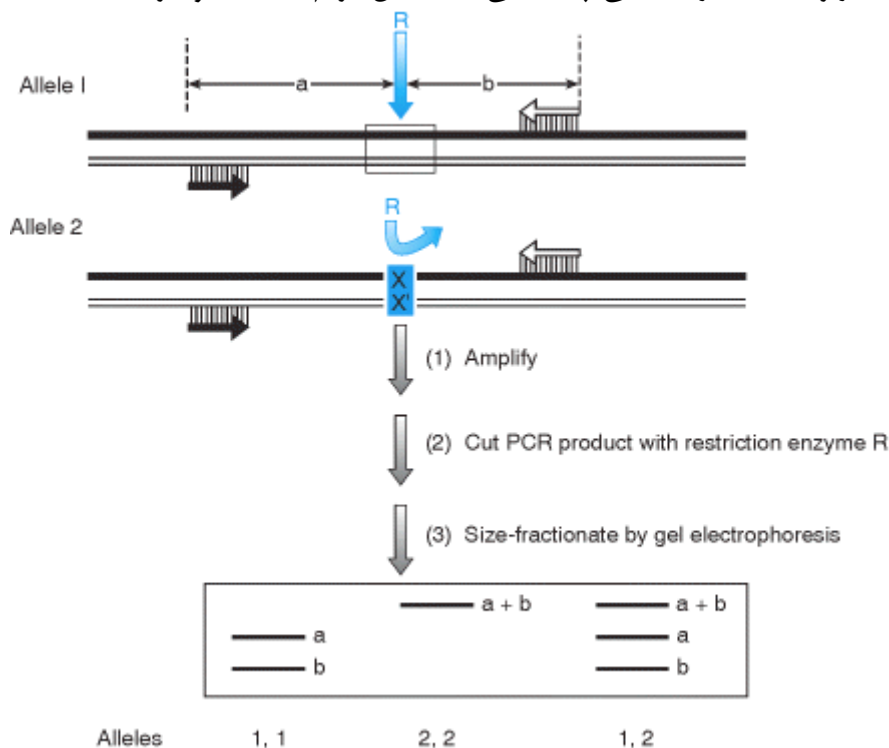 R
Allele I
a
b
R
Allele 2
X
X'
(1) Amplify
(2) Cut PCR product with restriction enzyme R
(3) Size-fractionate by gel electrophoresis
a + b
a + b
a
a
b
b
Alleles 1, 1 2, 2 1, 2